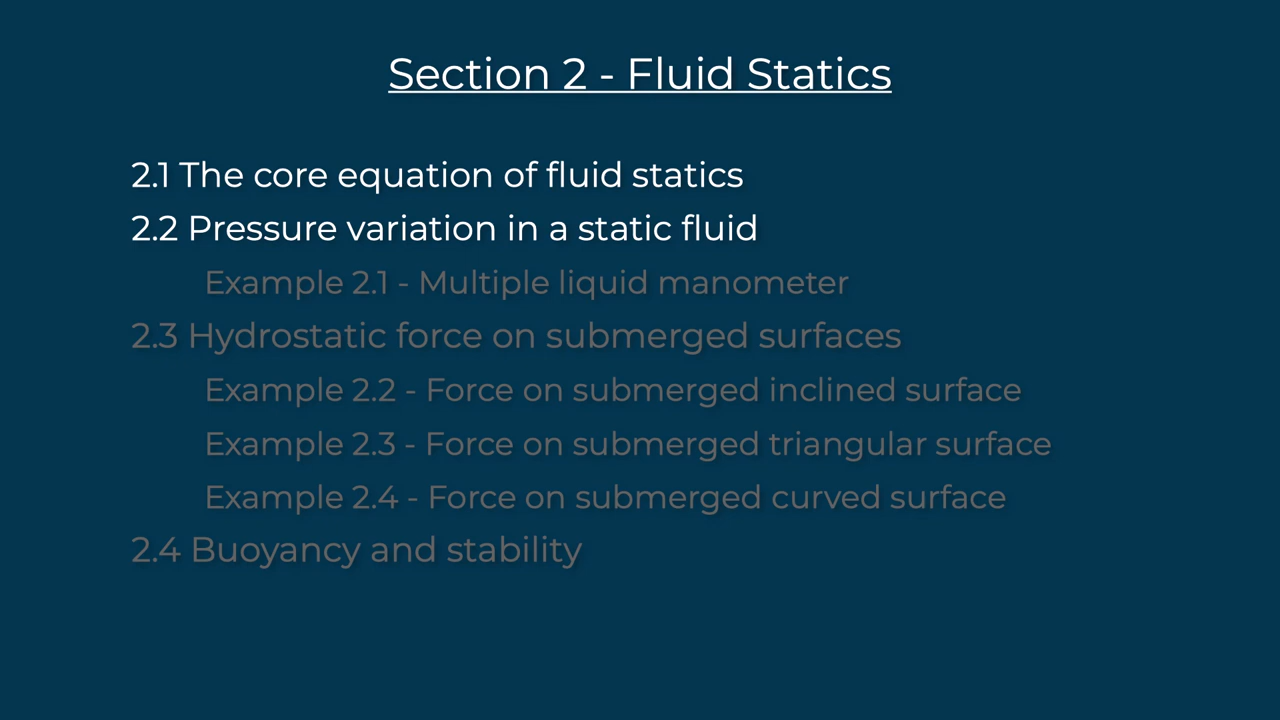 Section 2 - Fluid Statics
2.1 The core equation of fluid statics
2.2 Pressure variation in a static fluid
Example 2.1 - Multiple liquid manometer
2.3 Hydrostatic force on submerged surfaces
Example 2.2 - Force on submerged inclined surface
Example 2.3 - Force on submerged triangular surface
Example 2.4 - Force on submerged curved surface
2.4 Buoyancy and stability